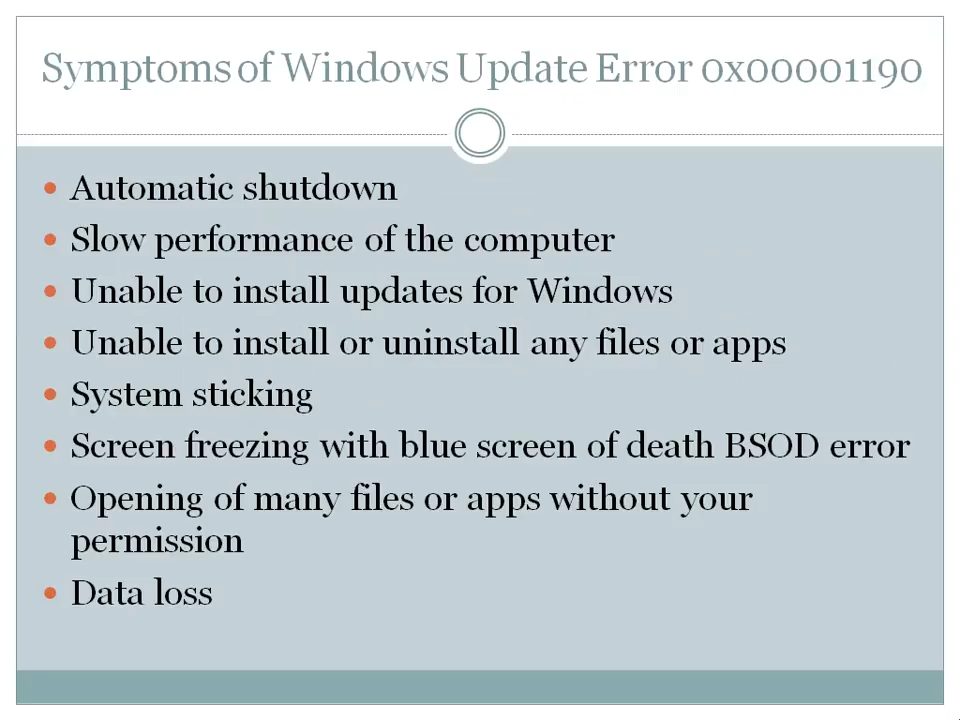 Symptoms of Windows Update Error 0x00001190
• Automatic shutdown
• Slow performance of the computer
• Unable to install updates for Windows
• Unable to install or uninstall any files or apps
• System sticking
• Screen freezing with blue screen of death BSOD error
• Opening of many files or apps without your
permission
• Data loss